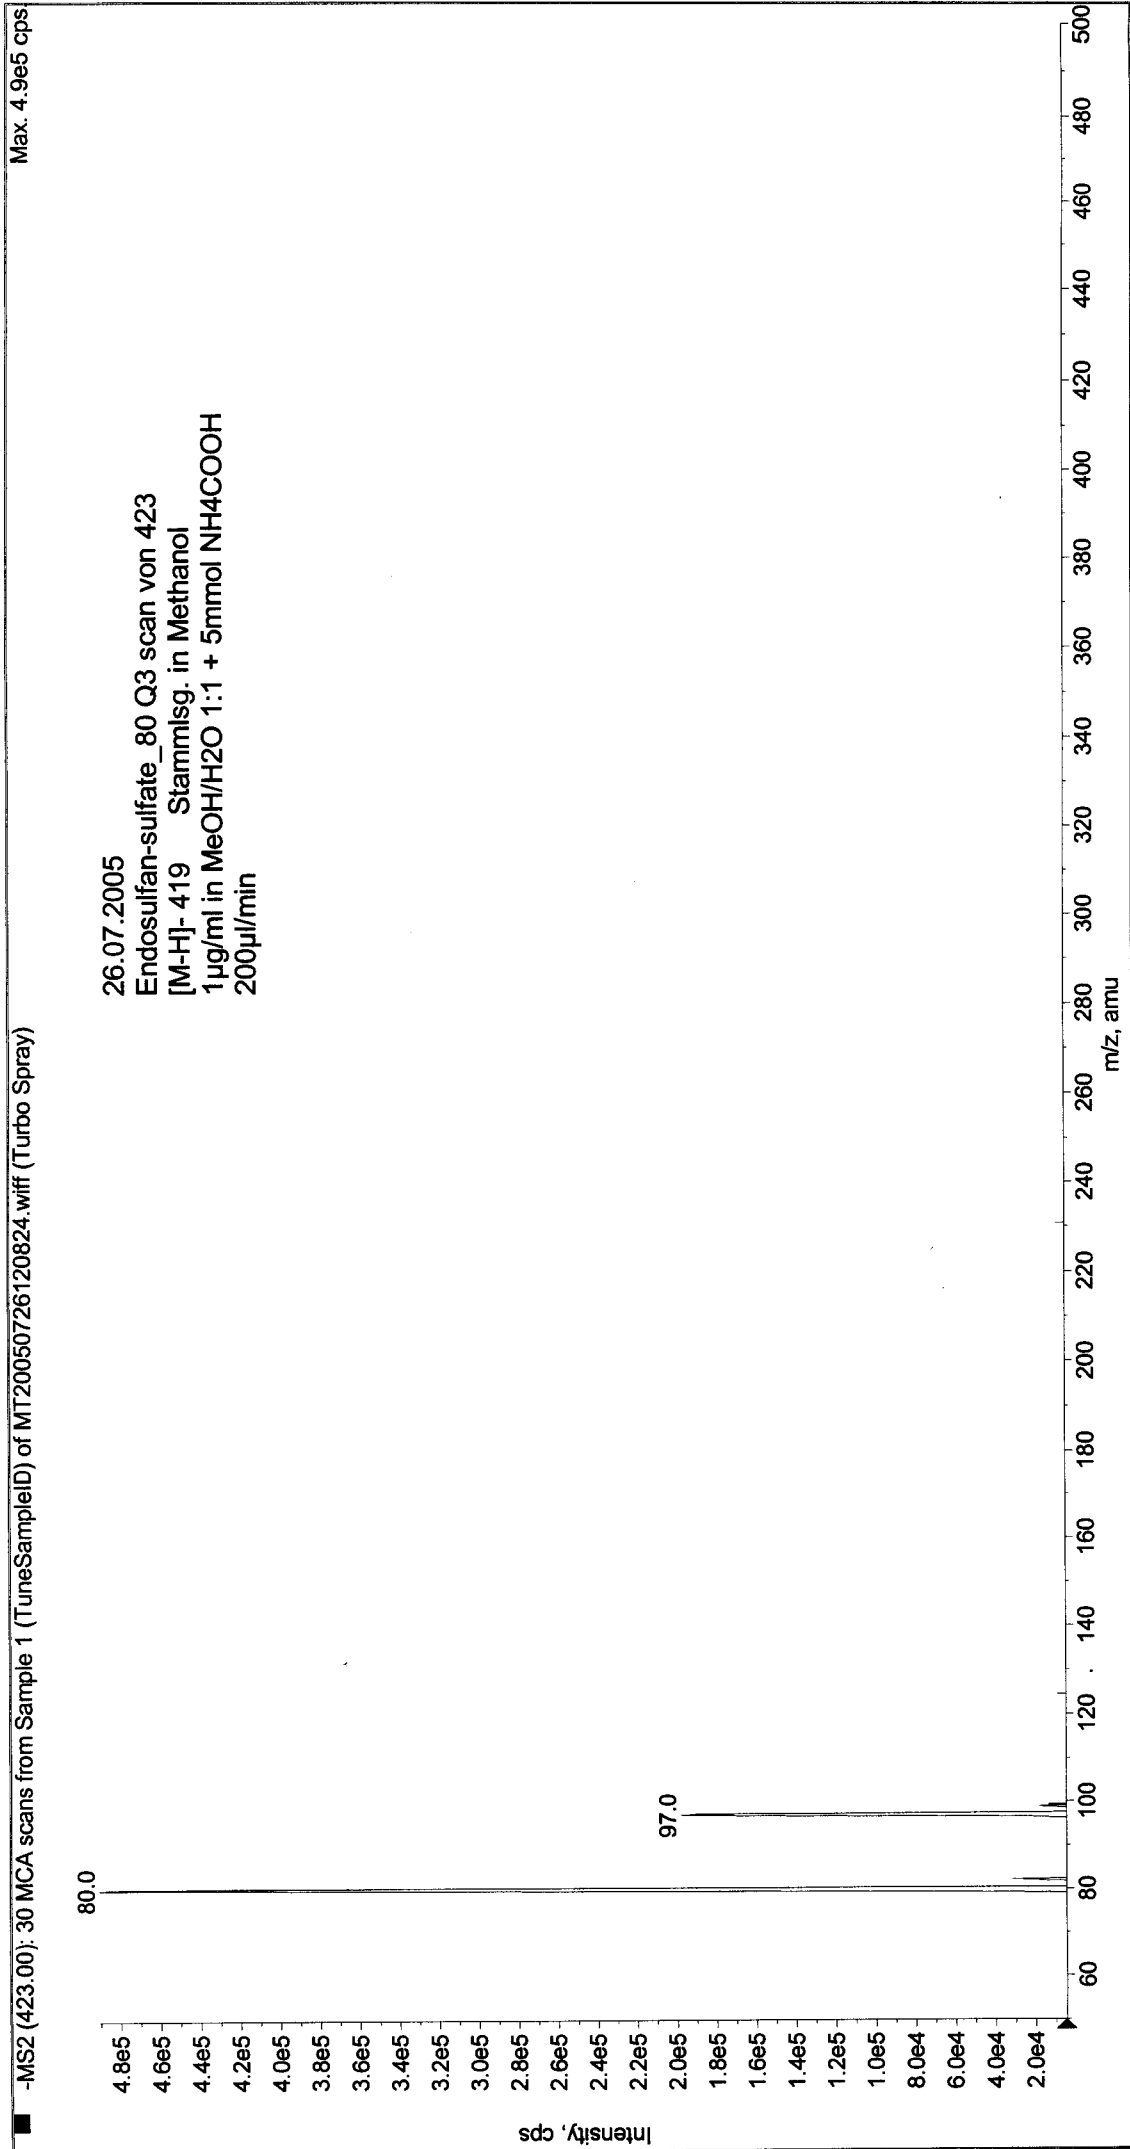 -MS2 (423.00): 30 MCA scans from Sample 1 (TuneSampleID) of MT20050726120824.wiff (Turbo Spray)
Max. 4.9e5 cps.
26.07.2005
Endosulfan-sulfate_80 Q3 scan von 423
[M-H]- 419 Stammlsg. in Methanol
1µg/ml in MeOH/H2O 1:1 + 5mmol NH4COOH
200µl/min
80.0
97.0
Intensity, cps
4.8e5
4.6e5
4.4e5
4.2e5
4.0e5
3.8e5
3.6e5
3.4e5
3.2e5
3.0e5
2.8e5
2.6e5
2.4e5
2.2e5
2.0e5
1.8e5
1.6e5
1.4e5
1.2e5
1.0e5
8.0e4
6.0e4
4.0e4
2.0e4
60 80 100 120 140 160 180 200 220 240 260 280 300 320 340 360 380 400 420 440 460 480 500
m/z, amu